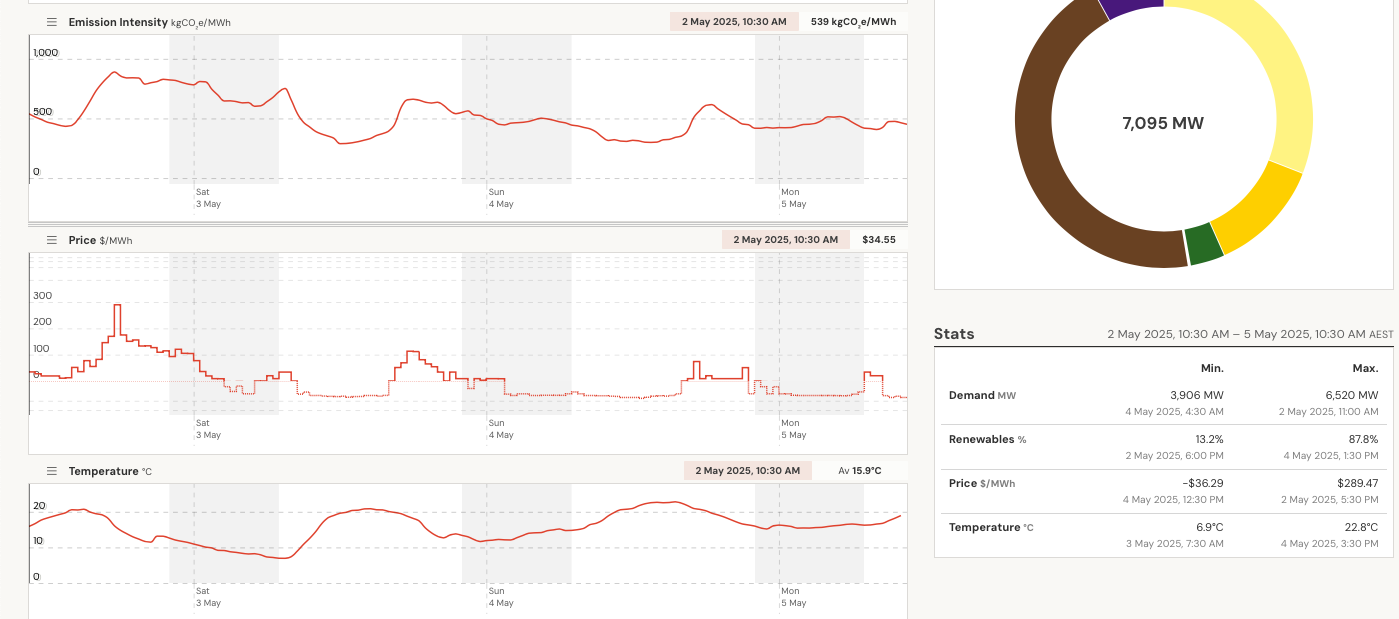 Emission Intensity kgCO₂e/MWh 2 May 2025, 10:30 AM 539 kgCO₂e/MWh
1,000
500
0
Sat Sun Mon
3 May 4 May 5 May
Price $/MWh 2 May 2025, 10:30 AM $34.55
300
200
100
0
Sat Sun Mon
3 May 4 May 5 May
Temperature °C 2 May 2025, 10:30 AM Av 15.9°C
20
10
0
Sat Sun Mon
3 May 4 May 5 May
7,095 MW
Stats 2 May 2025, 10:30 AM – 5 May 2025, 10:30 AM AEST
Min. Max.
Demand MW 3,906 MW 6,520 MW
4 May 2025, 4:30 AM 2 May 2025, 11:00 AM
Renewables % 13.2% 87.8%
2 May 2025, 6:00 PM 4 May 2025, 1:30 PM
Price $/MWh -$36.29 $289.47
4 May 2025, 12:30 PM 2 May 2025, 5:30 PM
Temperature °C 6.9°C 22.8°C
3 May 2025, 7:30 AM 4 May 2025, 3:30 PM